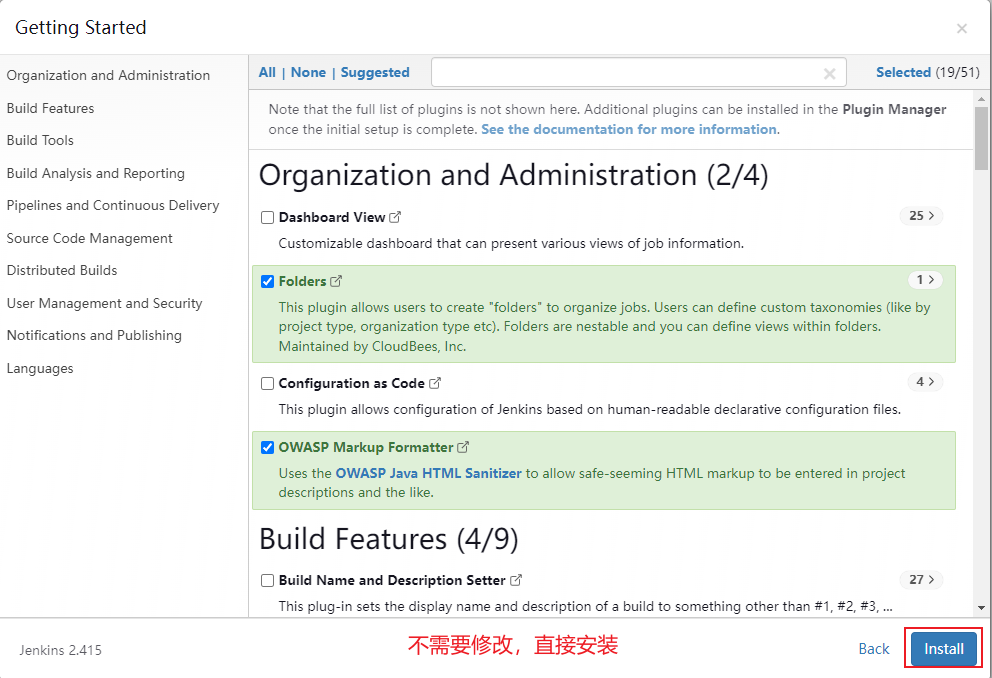 Getting Started
×
Organization and Administration
Build Features
Build Tools
Build Analysis and Reporting
Pipelines and Continuous Delivery
Source Code Management
Distributed Builds
User Management and Security
Notifications and Publishing
Languages
All | None | Suggested
Selected (19/51)
Note that the full list of plugins is not shown here. Additional plugins can be installed in the Plugin Manager
once the initial setup is complete. See the documentation for more information.
Organization and Administration (2/4)
Dashboard View 25 >
Customizable dashboard that can present various views of job information.
Folders 1 >
This plugin allows users to create "folders" to organize jobs. Users can define custom taxonomies (like by
project type, organization type etc). Folders are nestable and you can define views within folders.
Maintained by CloudBees, Inc.
Configuration as Code 4 >
This plugin allows configuration of Jenkins based on human-readable declarative configuration files.
OWASP Markup Formatter
Uses the OWASP Java HTML Sanitizer to allow safe-seeming HTML markup to be entered in project
descriptions and the like.
Build Features (4/9)
Build Name and Description Setter 27 >
This plug-in sets the display name and description of a build to something other than #1, #2, #3, ...
Jenkins 2.415
不需要修改，直接安装
Back
Install